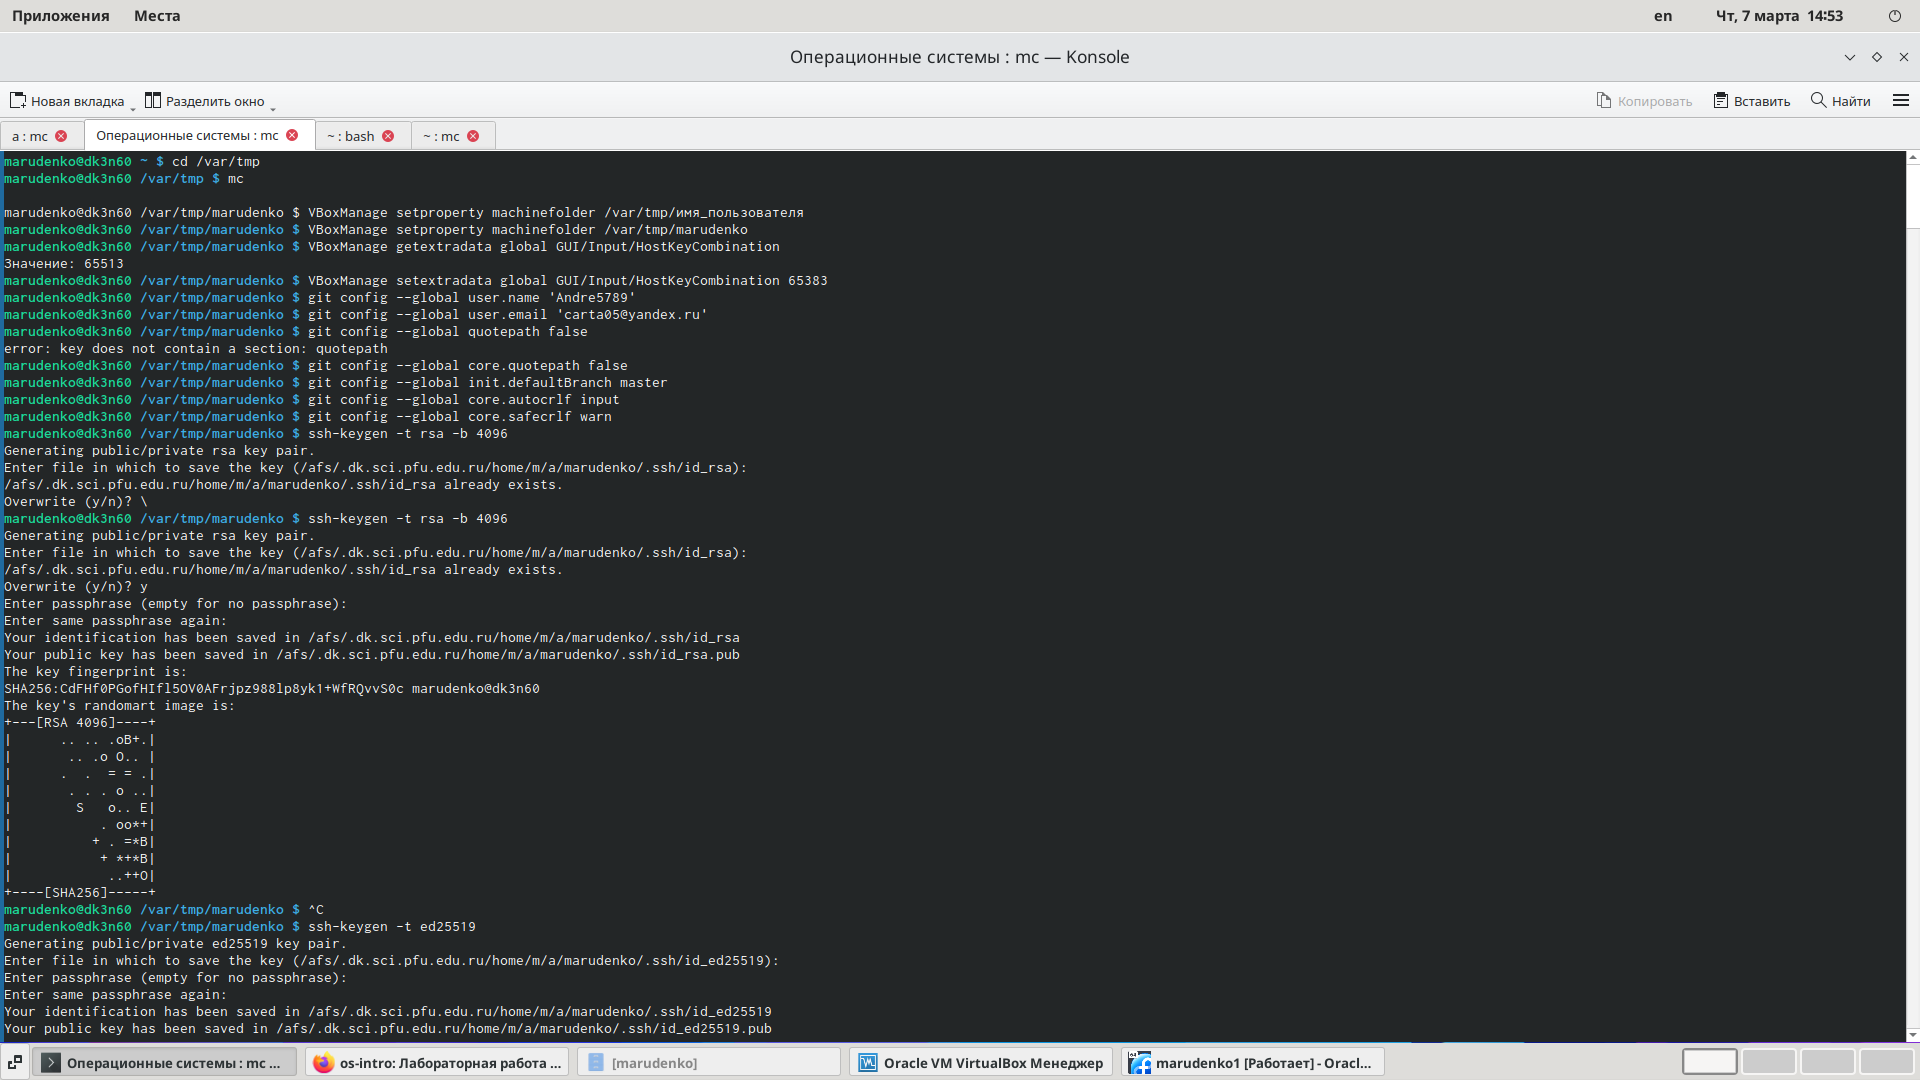 Приложения Места en Чт, 7 марта 14:53
Операционные системы : mc — Konsole
Новая вкладка Разделить окно Копировать Вставить Найти
a : mc Операционные системы : mc ~ : bash ~ : mc
marudenko@dk3n60 ~ $ cd /var/tmp
marudenko@dk3n60 /var/tmp $ mc
marudenko@dk3n60 /var/tmp/marudenko $ VBoxManage setproperty machinefolder /var/tmp/имя_пользователя
marudenko@dk3n60 /var/tmp/marudenko $ VBoxManage setproperty machinefolder /var/tmp/marudenko
marudenko@dk3n60 /var/tmp/marudenko $ VBoxManage getextradata global GUI/Input/HostKeyCombination
Значение: 65513
marudenko@dk3n60 /var/tmp/marudenko $ VBoxManage setextradata global GUI/Input/HostKeyCombination 65383
marudenko@dk3n60 /var/tmp/marudenko $ git config --global user.name 'Andre5789'
marudenko@dk3n60 /var/tmp/marudenko $ git config --global user.email 'carta05@yandex.ru'
marudenko@dk3n60 /var/tmp/marudenko $ git config --global quotepath false
error: key does not contain a section: quotepath
marudenko@dk3n60 /var/tmp/marudenko $ git config --global core.quotepath false
marudenko@dk3n60 /var/tmp/marudenko $ git config --global init.defaultBranch master
marudenko@dk3n60 /var/tmp/marudenko $ git config --global core.autocrlf input
marudenko@dk3n60 /var/tmp/marudenko $ git config --global core.safecrlf warn
marudenko@dk3n60 /var/tmp/marudenko $ ssh-keygen -t rsa -b 4096
Generating public/private rsa key pair.
Enter file in which to save the key (/afs/.dk.sci.pfu.edu.ru/home/m/a/marudenko/.ssh/id_rsa):
/afs/.dk.sci.pfu.edu.ru/home/m/a/marudenko/.ssh/id_rsa already exists.
Overwrite (y/n)? \
marudenko@dk3n60 /var/tmp/marudenko $ ssh-keygen -t rsa -b 4096
Generating public/private rsa key pair.
Enter file in which to save the key (/afs/.dk.sci.pfu.edu.ru/home/m/a/marudenko/.ssh/id_rsa):
/afs/.dk.sci.pfu.edu.ru/home/m/a/marudenko/.ssh/id_rsa already exists.
Overwrite (y/n)? y
Enter passphrase (empty for no passphrase):
Enter same passphrase again:
Your identification has been saved in /afs/.dk.sci.pfu.edu.ru/home/m/a/marudenko/.ssh/id_rsa
Your public key has been saved in /afs/.dk.sci.pfu.edu.ru/home/m/a/marudenko/.ssh/id_rsa.pub
The key fingerprint is:
SHA256:CdFHf0PGofHIfl5OV0AFrjpz988lp8yk1+WfRQvvS0c marudenko@dk3n60
The key's randomart image is:
+---[RSA 4096]----+
|      .. .. .oB+.|
|       .. .o O.. |
|      .  .  = = .|
|       . . . o ..|
|        S   o.. E|
|           . oo*+|
|          + . =*B|
|           + *+*B|
|            ..++O|
+----[SHA256]-----+
marudenko@dk3n60 /var/tmp/marudenko $ ^C
marudenko@dk3n60 /var/tmp/marudenko $ ssh-keygen -t ed25519
Generating public/private ed25519 key pair.
Enter file in which to save the key (/afs/.dk.sci.pfu.edu.ru/home/m/a/marudenko/.ssh/id_ed25519):
Enter passphrase (empty for no passphrase):
Enter same passphrase again:
Your identification has been saved in /afs/.dk.sci.pfu.edu.ru/home/m/a/marudenko/.ssh/id_ed25519
Your public key has been saved in /afs/.dk.sci.pfu.edu.ru/home/m/a/marudenko/.ssh/id_ed25519.pub
Операционные системы : mc ... os-intro: Лабораторная работа ... [marudenko] Oracle VM VirtualBox Менеджер marudenko1 [Работает] - Oracl...